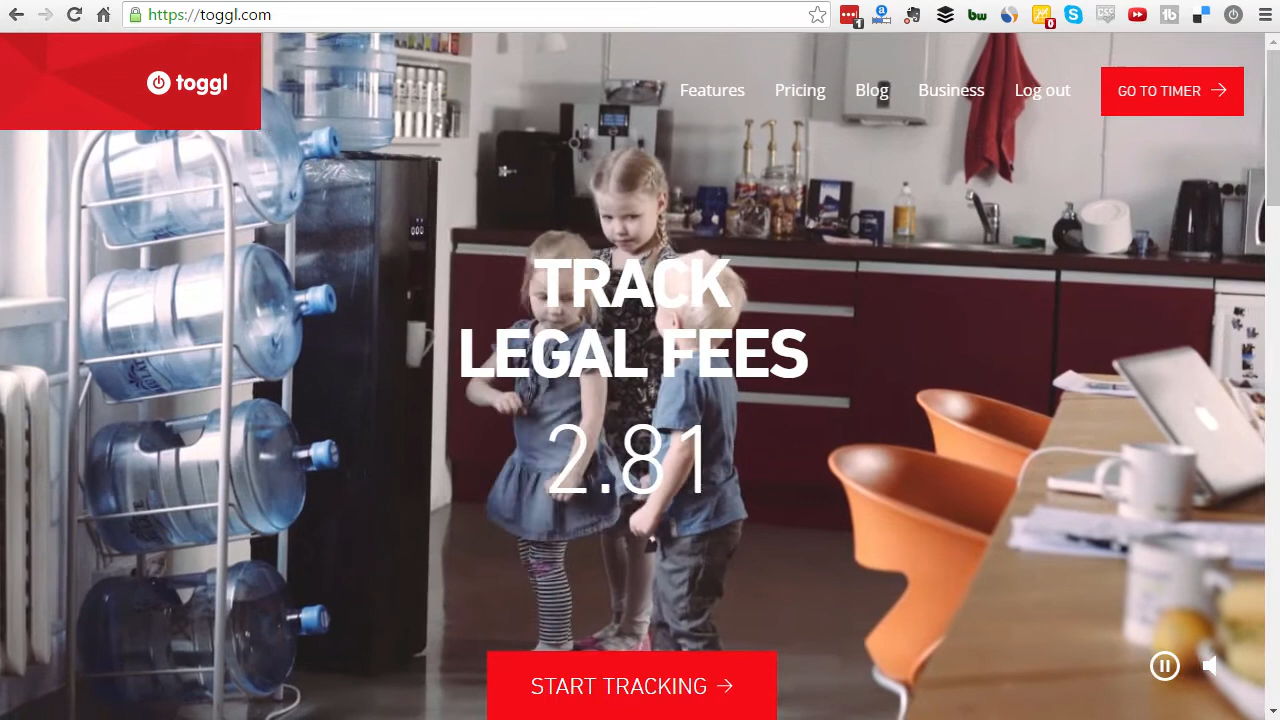 https://toggl.com
toggl
Features Pricing Blog Business Log out GO TO TIMER →
TRACK
LEGAL FEES
2.81
START TRACKING →